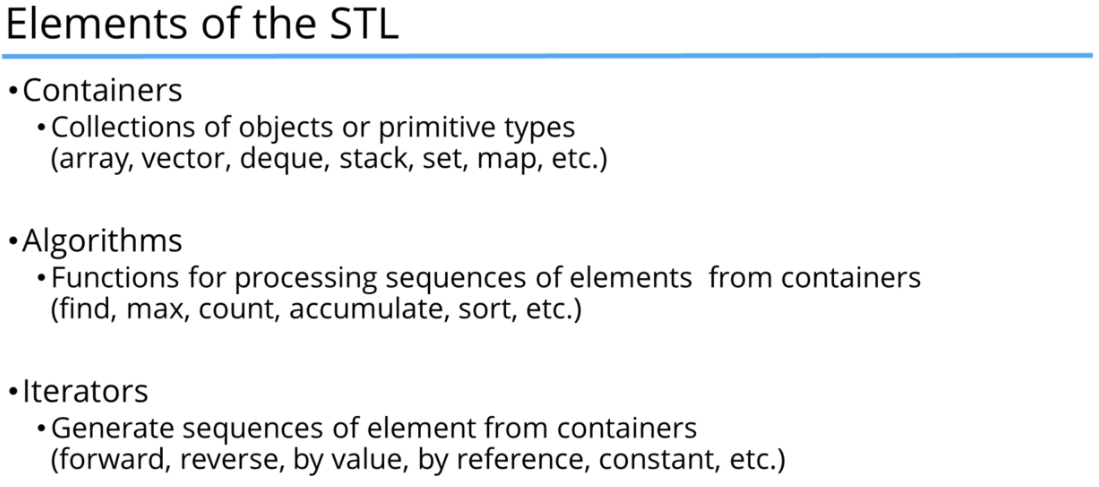 Elements of the STL
•Containers
•Collections of objects or primitive types
(array, vector, deque, stack, set, map, etc.)
•Algorithms
•Functions for processing sequences of elements  from containers
(find, max, count, accumulate, sort, etc.)
•Iterators
•Generate sequences of element from containers
(forward, reverse, by value, by reference, constant, etc.)